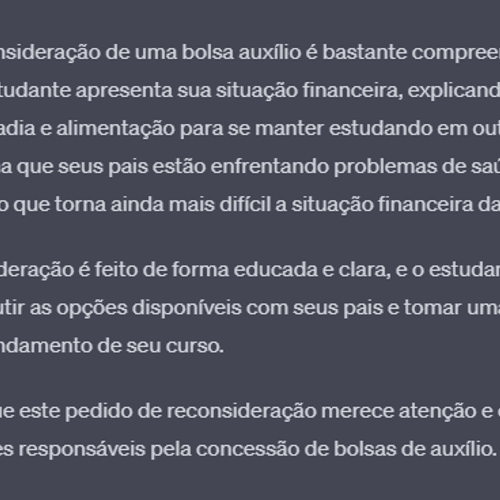 nsideração de uma bolsa auxílio é bastante compree
tudante apresenta sua situação financeira, explicand
adia e alimentação para se manter estudando em out
a que seus pais estão enfrentando problemas de saú
o que torna ainda mais difícil a situação financeira da
deração é feito de forma educada e clara, e o estudan
utir as opções disponíveis com seus pais e tomar uma
ndamento de seu curso.
ue este pedido de reconsideração merece atenção e
es responsáveis pela concessão de bolsas de auxílio.